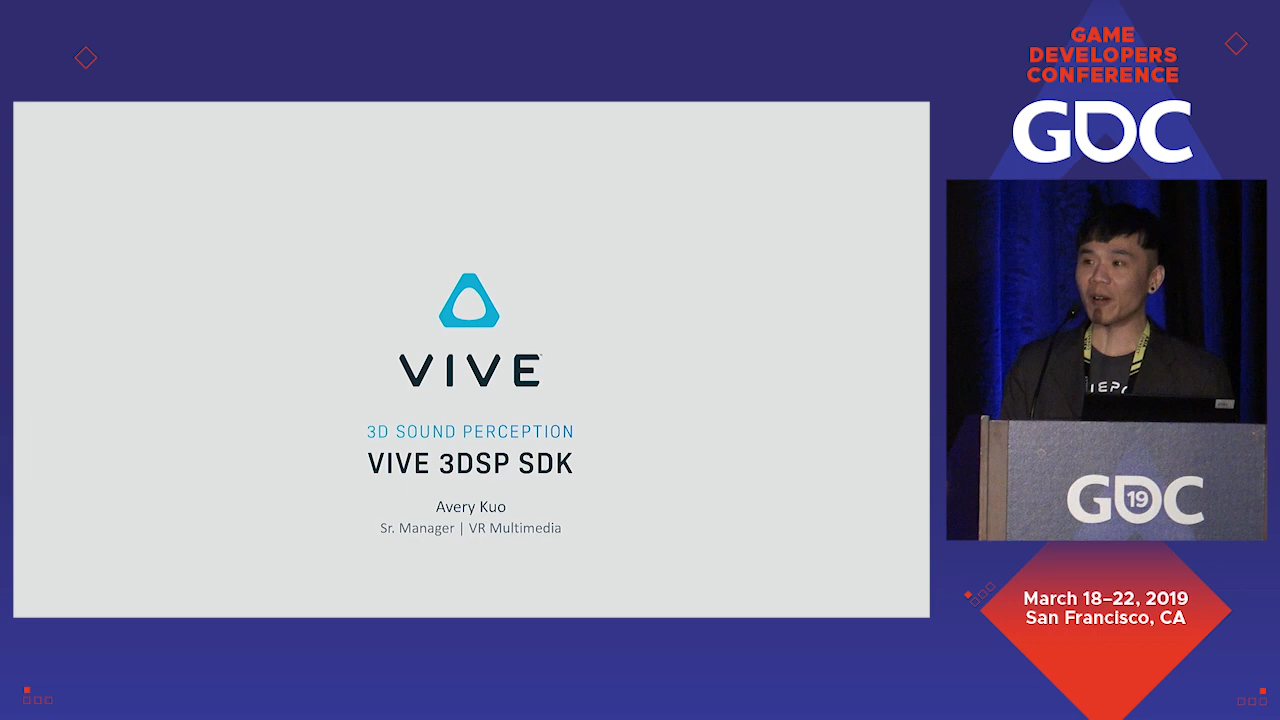 GAME
DEVELOPERS
CONFERENCE
GDC
VIVE
3D SOUND PERCEPTION
VIVE 3DSP SDK
Avery Kuo
Sr. Manager | VR Multimedia
GDC
19
March 18–22, 2019
San Francisco, CA